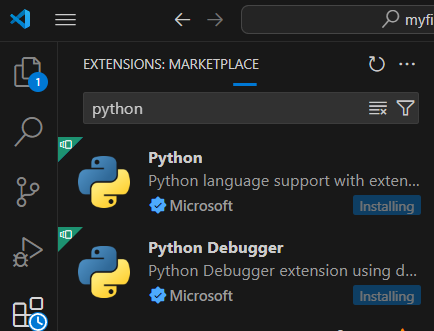 myfi
EXTENSIONS: MARKETPLACE
1
python
Python
Python language support with exten...
Microsoft
Installing
Python Debugger
Python Debugger extension using d...
Microsoft
Installing